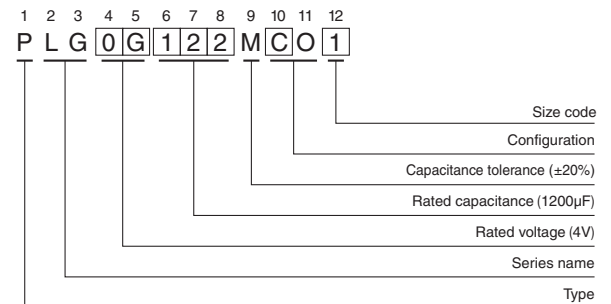 1 2 3 4 5 6 7 8 9 10 11 12
P L G 0 G 1 2 2 M C O 1
Size code
Configuration
Capacitance tolerance (±20%)
Rated capacitance (1200µF)
Rated voltage (4V)
Series name
Type